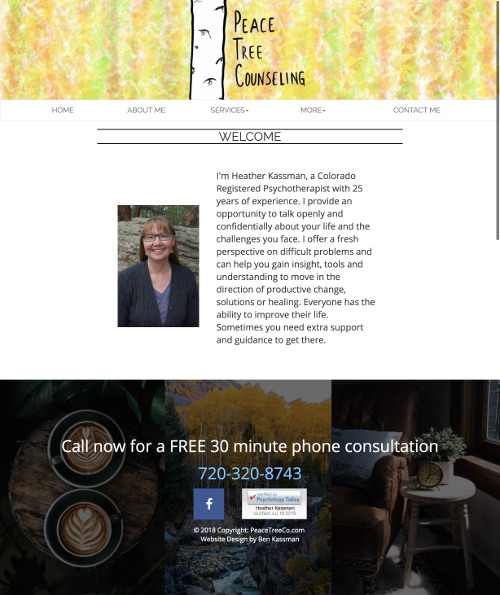 PEACE
TREE
COUNSELING
HOME ABOUT ME SERVICES MORE CONTACT ME
WELCOME
I'm Heather Kassman, a Colorado
Registered Psychotherapist with 25
years of experience. I provide an
opportunity to talk openly and
confidentially about your life and the
challenges you face. I offer a fresh
perspective on difficult problems and
can help you gain insight, tools and
understanding to move in the
direction of productive change,
solutions or healing. Everyone has the
ability to improve their life.
Sometimes you need extra support
and guidance to get there.
Call now for a FREE 30 minute phone consultation
720-320-8743
f
verified by
Psychology Today
Heather Kassman
Verified Jul 18 2018
© 2018 Copyright: PeaceTreeCo.com
Website Design by Ben Kassman